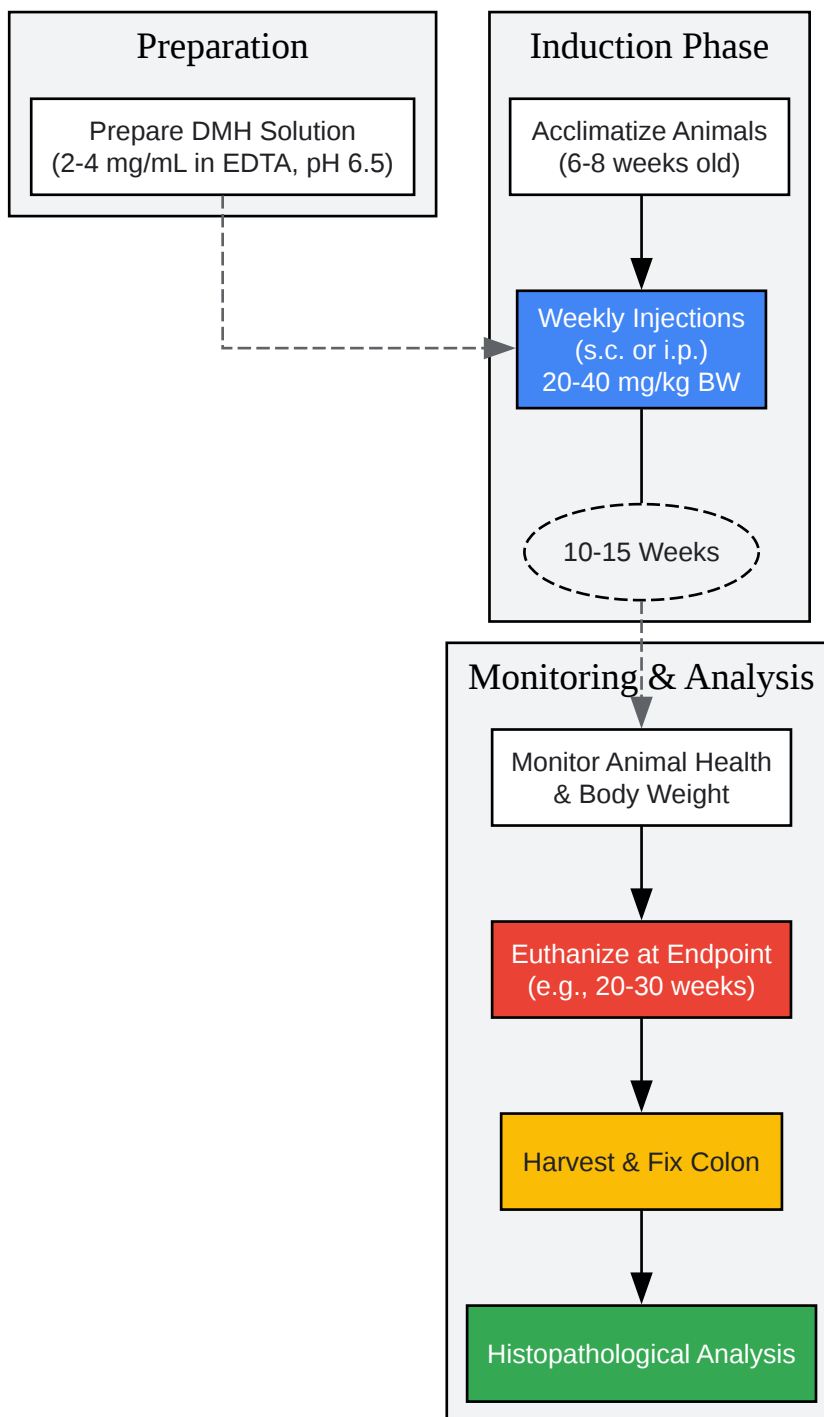 Preparation
Prepare DMH Solution
(2-4 mg/mL in EDTA, pH 6.5)
Induction Phase
Acclimatize Animals
(6-8 weeks old)
Weekly Injections
(s.c. or i.p.)
20-40 mg/kg BW
10-15 Weeks
Monitoring & Analysis
Monitor Animal Health
& Body Weight
Euthanize at Endpoint
(e.g., 20-30 weeks)
Harvest & Fix Colon
Histopathological Analysis